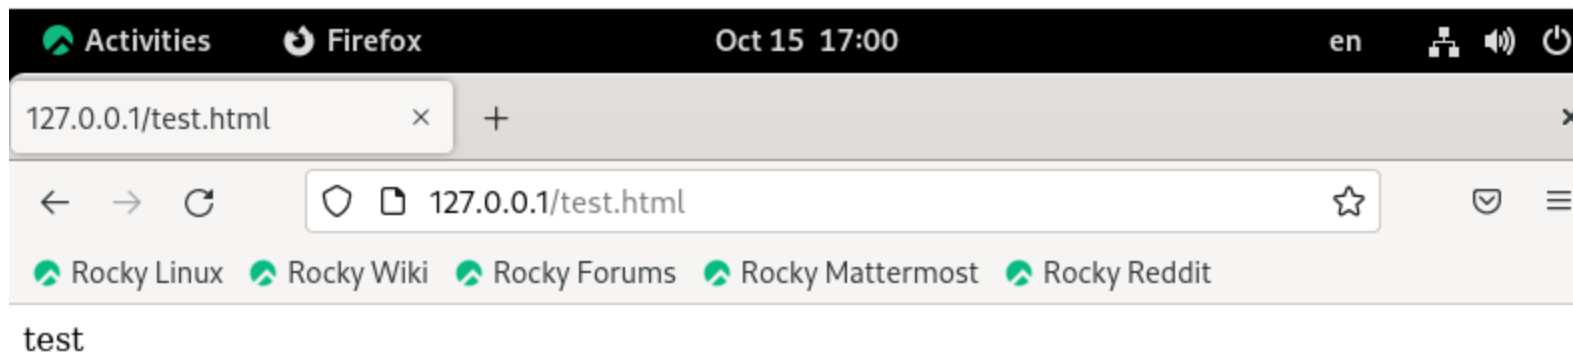 Activities Firefox Oct 15 17:00 en
127.0.0.1/test.html
127.0.0.1/test.html
Rocky Linux Rocky Wiki Rocky Forums Rocky Mattermost Rocky Reddit
test